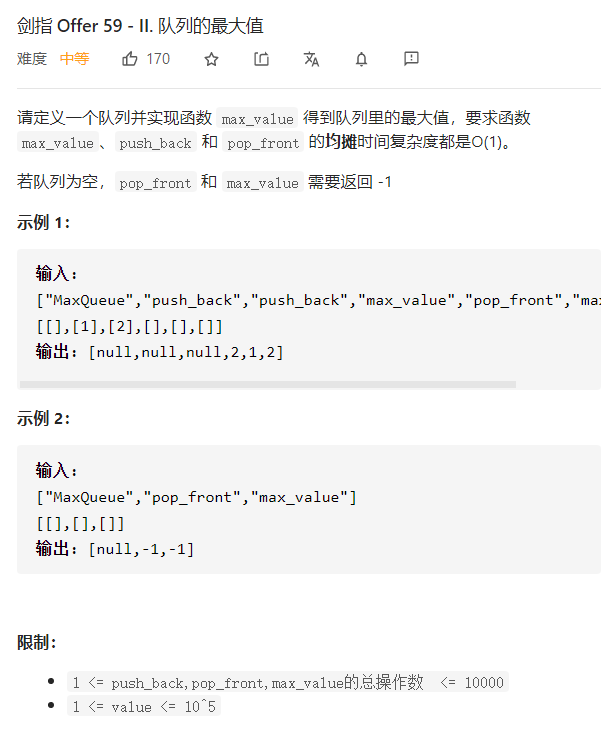 剑指 Offer 59 - II. 队列的最大值
难度 中等 170
请定义一个队列并实现函数 max_value 得到队列里的最大值，要求函数
max_value、push_back 和 pop_front 的均摊时间复杂度都是O(1)。
若队列为空，pop_front 和 max_value 需要返回 -1
示例 1：
输入：
["MaxQueue","push_back","push_back","max_value","pop_front","max
[[],[1],[2],[],[],[]]
输出：[null,null,null,2,1,2]
示例 2：
输入：
["MaxQueue","pop_front","max_value"]
[[],[],[]]
输出：[null,-1,-1]
限制：
1 <= push_back,pop_front,max_value的总操作数 <= 10000
1 <= value <= 10^5